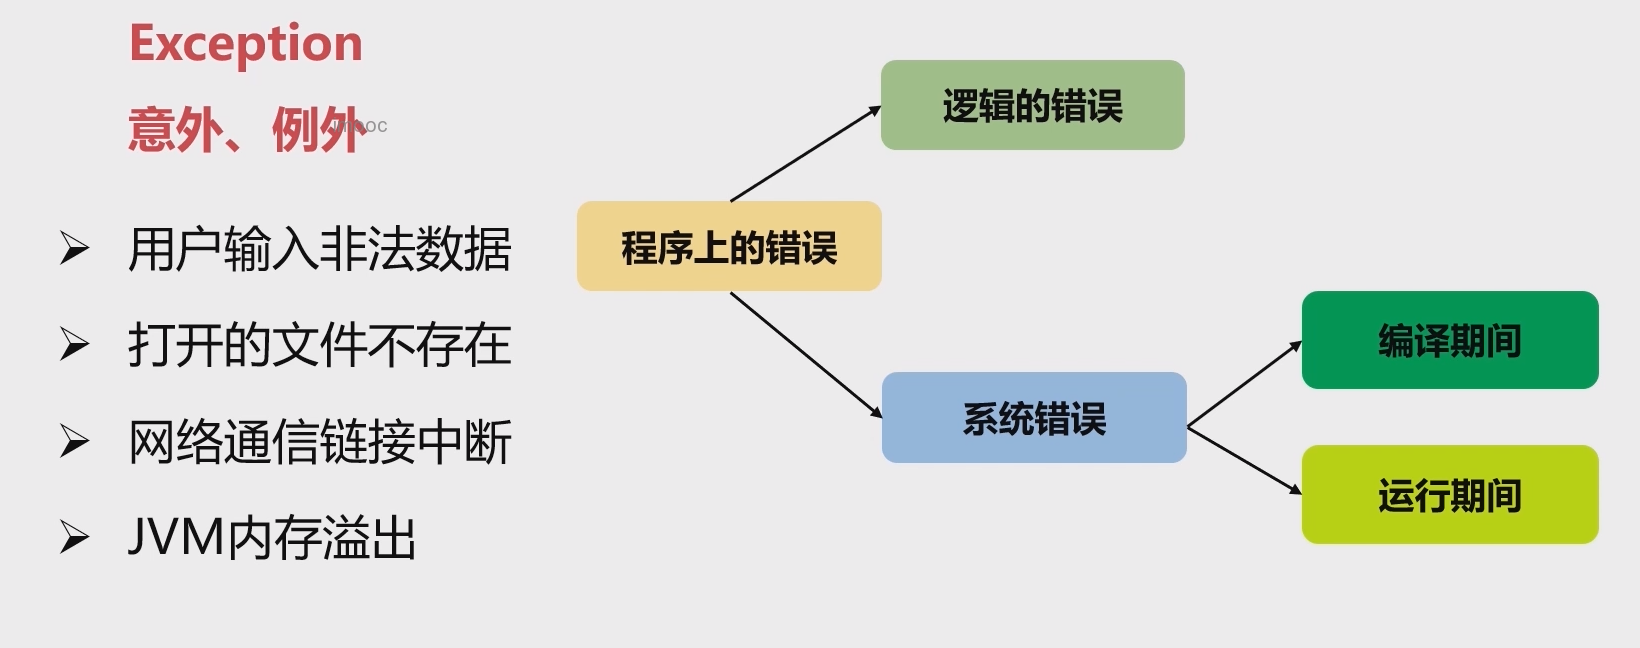 Exception
意外、例外
imooc
用户输入非法数据
打开的文件不存在
网络通信链接中断
JVM内存溢出
逻辑的错误
程序上的错误
系统错误
编译期间
运行期间